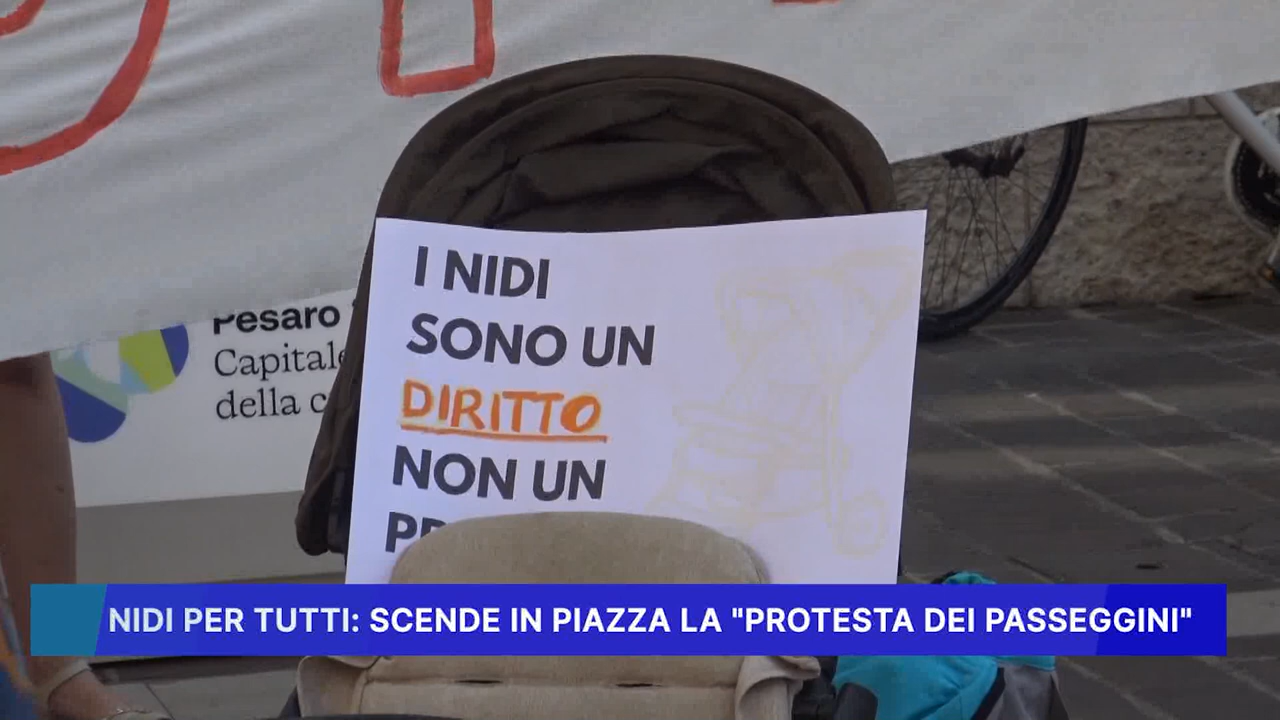 Pesaro
Capitale
della
I NIDI
SONO UN
DIRITTO
NON UN
NIDI PER TUTTI: SCENDE IN PIAZZA LA "PROTESTA DEI PASSEGGINI"